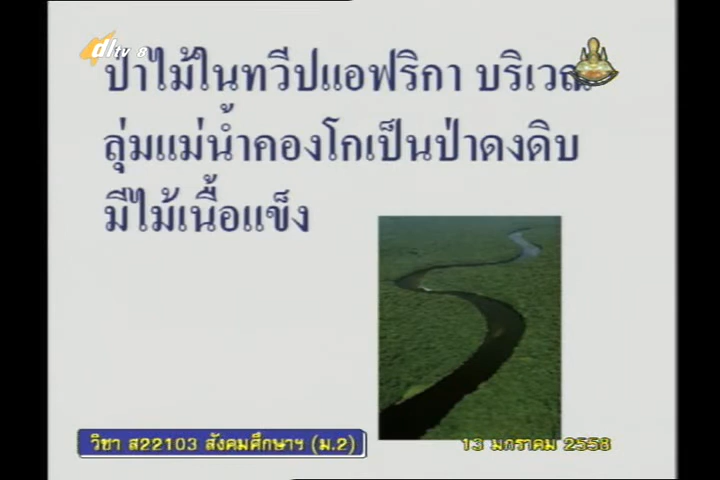 dltv 8
ป่าไม้ในทวีปแอฟริกา บริเวณ
ลุ่มแม่น้ำคองโกเป็นป่าดงดิบ
มีไม้เนื้อแข็ง
วิชา ส22103 สังคมศึกษาฯ (ม.2)
13 มกราคม 2558